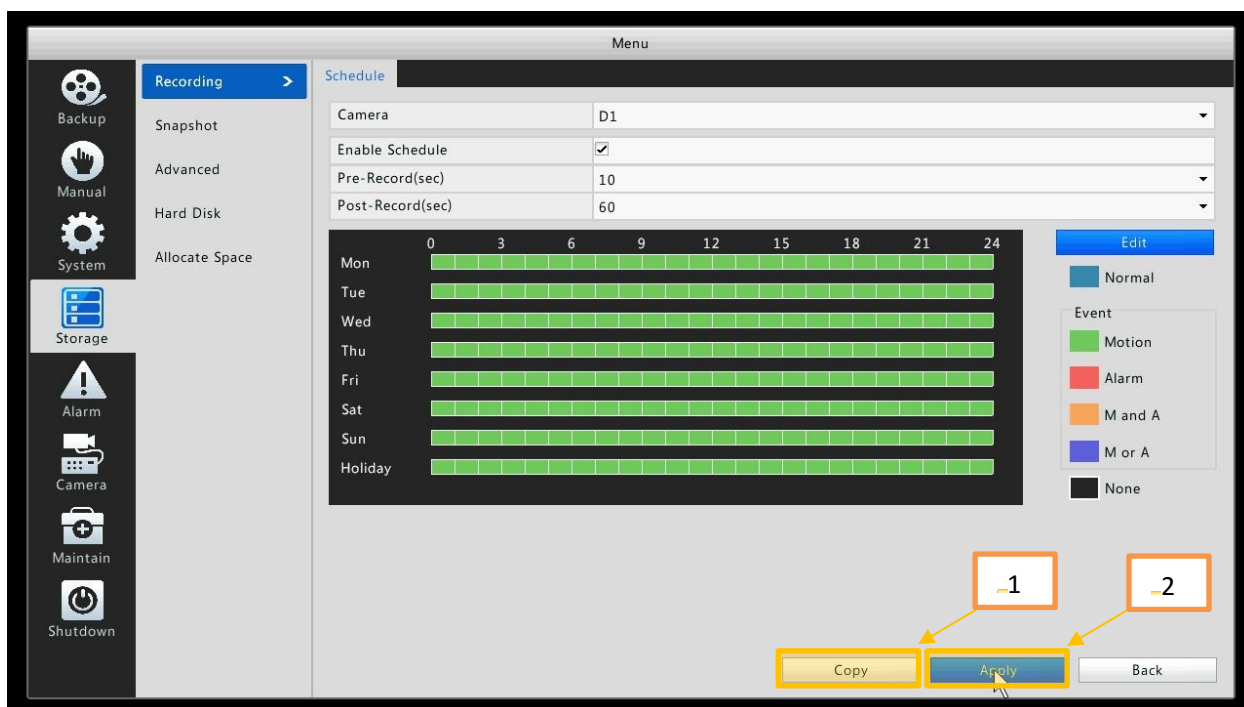 Menu
Backup
Manual
System
Storage
Alarm
Camera
Maintain
Shutdown
Recording >
Snapshot
Advanced
Hard Disk
Allocate Space
Schedule
Camera D1
Enable Schedule
Pre-Record(sec) 10
Post-Record(sec) 60
0 3 6 9 12 15 18 21 24
Mon
Tue
Wed
Thu
Fri
Sat
Sun
Holiday
Edit
Normal
Event
Motion
Alarm
M and A
M or A
None
_1
_2
Copy Apply Back